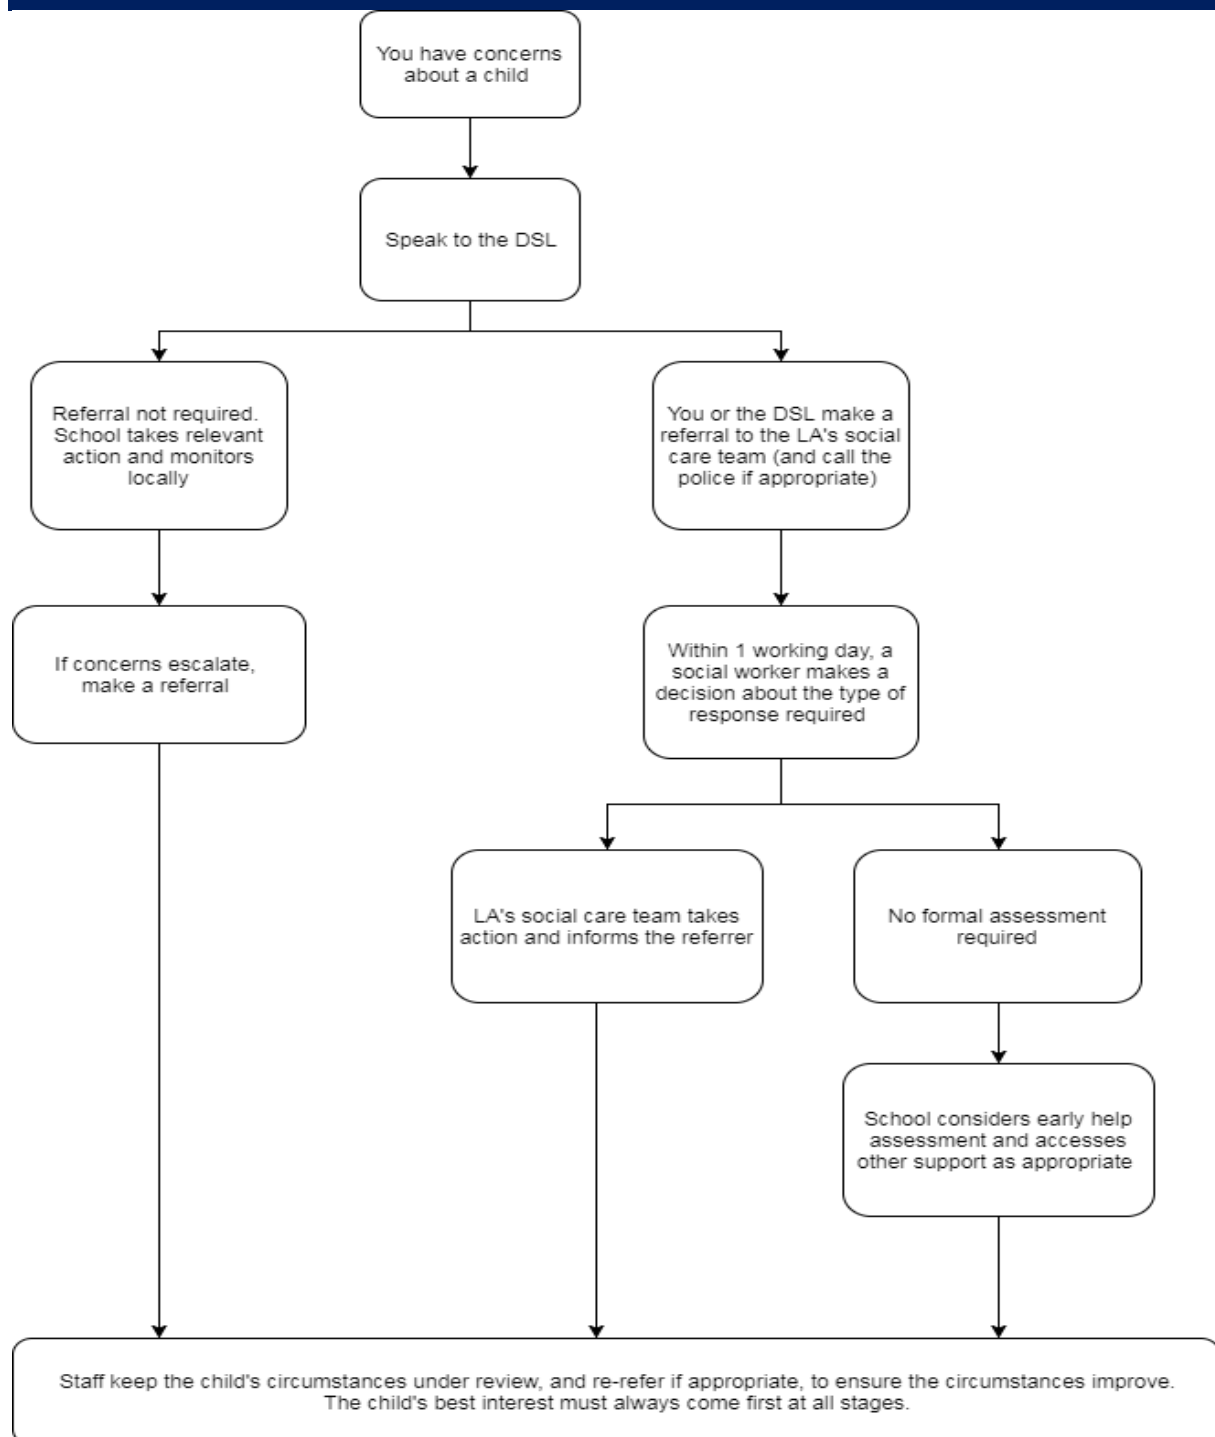 You have concerns
about a child
Speak to the DSL
Referral not required.
School takes relevant
action and monitors
locally
You or the DSL make a
referral to the LA's social
care team (and call the
police if appropriate)
If concerns escalate,
make a referral
Within 1 working day, a
social worker makes a
decision about the type of
response required
LA's social care team takes
action and informs the referrer
No formal assessment
required
School considers early help
assessment and accesses
other support as appropriate
Staff keep the child's circumstances under review, and re-refer if appropriate, to ensure the circumstances improve.
The child's best interest must always come first at all stages.